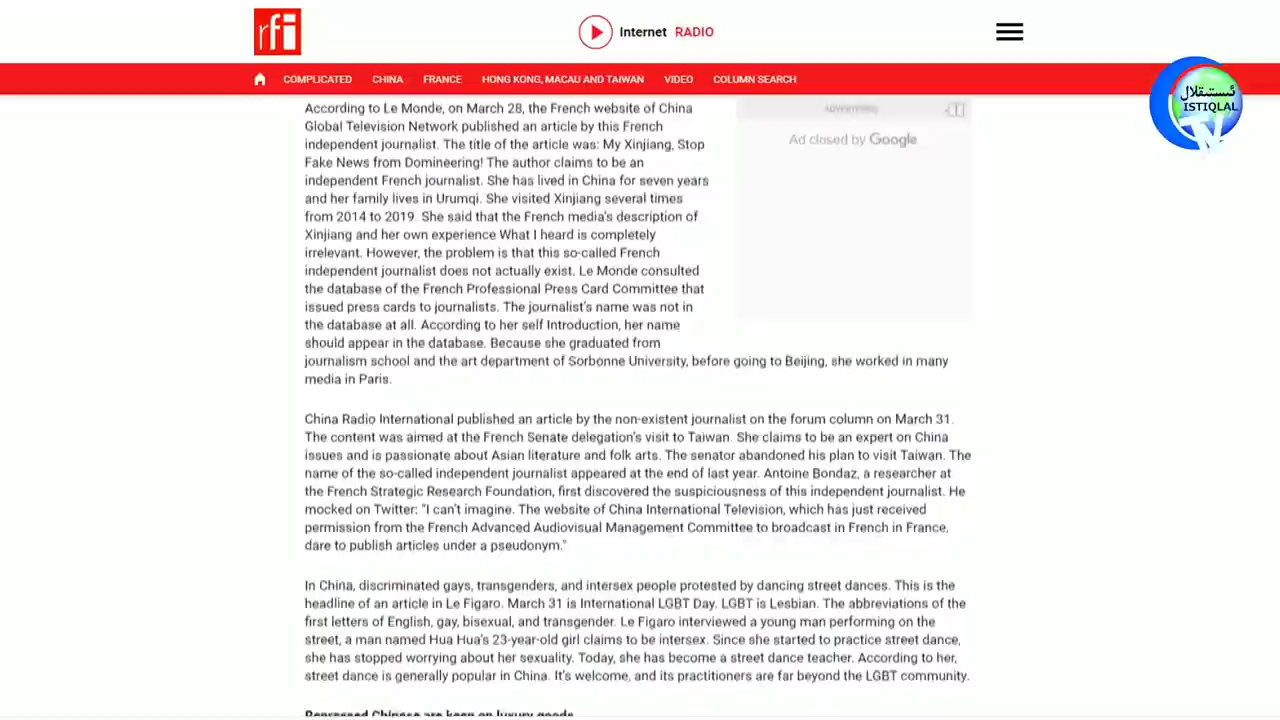 rfi
Internet RADIO
COMPLICATED CHINA FRANCE HONG KONG, MACAU AND TAIWAN VIDEO COLUMN SEARCH
ئىستىقلال
ISTIQLAL
TV
According to Le Monde, on March 28, the French website of China
Global Television Network published an article by this French
independent journalist. The title of the article was: My Xinjiang, Stop
Fake News from Domineering! The author claims to be an
independent French journalist. She has lived in China for seven years
and her family lives in Urumqi. She visited Xinjiang several times
from 2014 to 2019. She said that the French media's description of
Xinjiang and her own experience What I heard is completely
irrelevant. However, the problem is that this so-called French
independent journalist does not actually exist. Le Monde consulted
the database of the French Professional Press Card Committee that
issued press cards to journalists. The journalist's name was not in
the database at all. According to her self Introduction, her name
should appear in the database. Because she graduated from
journalism school and the art department of Sorbonne University, before going to Beijing, she worked in many
media in Paris.
ADVERTISING
Ad closed by Google
China Radio International published an article by the non-existent journalist on the forum column on March 31.
The content was aimed at the French Senate delegation's visit to Taiwan. She claims to be an expert on China
issues and is passionate about Asian literature and folk arts. The senator abandoned his plan to visit Taiwan. The
name of the so-called independent journalist appeared at the end of last year. Antoine Bondaz, a researcher at
the French Strategic Research Foundation, first discovered the suspiciousness of this independent journalist. He
mocked on Twitter: "I can't imagine. The website of China International Television, which has just received
permission from the French Advanced Audiovisual Management Committee to broadcast in French in France,
dare to publish articles under a pseudonym."
In China, discriminated gays, transgenders, and intersex people protested by dancing street dances. This is the
headline of an article in Le Figaro. March 31 is International LGBT Day. LGBT is Lesbian. The abbreviations of the
first letters of English, gay, bisexual, and transgender. Le Figaro interviewed a young man performing on the
street, a man named Hua Hua's 23-year-old girl claims to be intersex. Since she started to practice street dance,
she has stopped worrying about her sexuality. Today, she has become a street dance teacher. According to her,
street dance is generally popular in China. It's welcome, and its practitioners are far beyond the LGBT community.
Repressed Chinese are keen on luxury goods